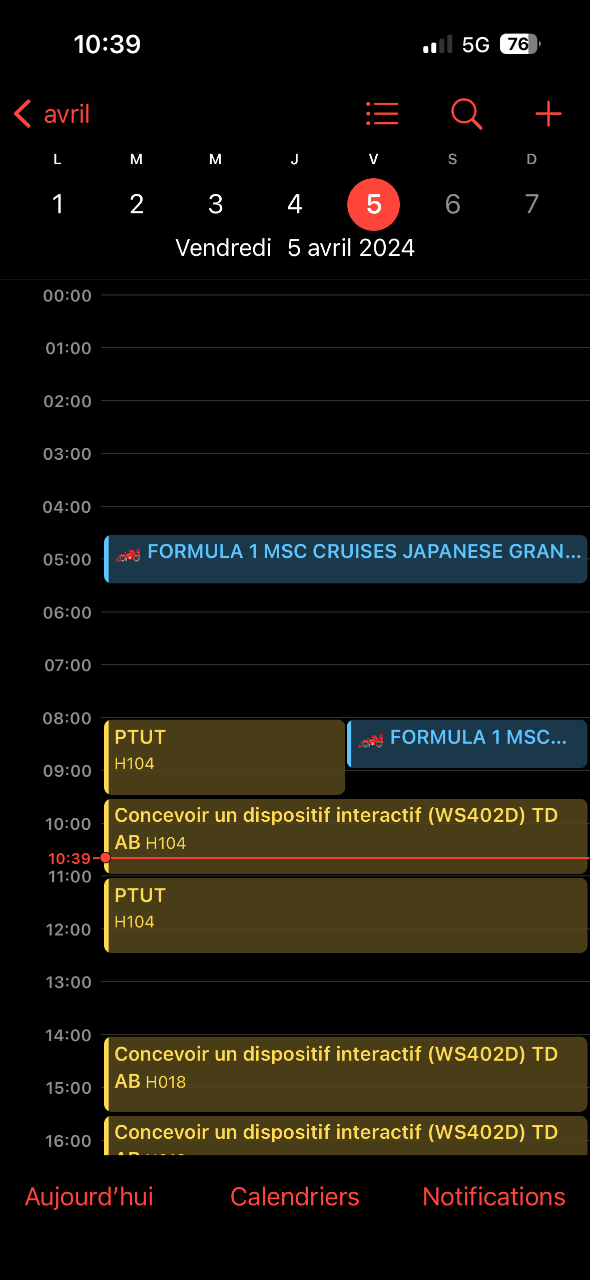 10:39 5G 76
avril
L M M J V S D
1 2 3 4 5 6 7
Vendredi 5 avril 2024
00:00
01:00
02:00
03:00
04:00
FORMULA 1 MSC CRUISES JAPANESE GRAN...
05:00
06:00
07:00
08:00
PTUT
H104
FORMULA 1 MSC...
09:00
Concevoir un dispositif interactif (WS402D) TD
AB H104
10:00
10:39
11:00
PTUT
H104
12:00
13:00
14:00
Concevoir un dispositif interactif (WS402D) TD
AB H018
15:00
Concevoir un dispositif interactif (WS402D) TD
16:00
Aujourd'hui Calendriers Notifications